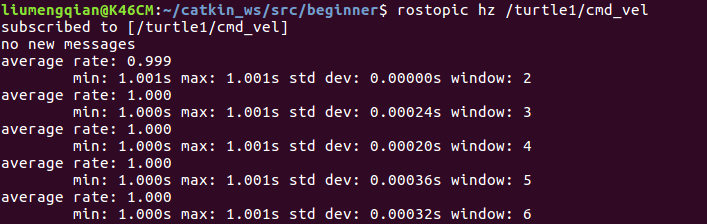 liumengqian@K46CM:~/catkin_ws/src/beginner$ rostopic hz /turtle1/cmd_vel
subscribed to [/turtle1/cmd_vel]
no new messages
average rate: 0.999
        min: 1.001s max: 1.001s std dev: 0.00000s window: 2
average rate: 1.000
        min: 1.000s max: 1.001s std dev: 0.00024s window: 3
average rate: 1.000
        min: 1.000s max: 1.001s std dev: 0.00020s window: 4
average rate: 1.000
        min: 1.000s max: 1.001s std dev: 0.00036s window: 5
average rate: 1.000
        min: 1.000s max: 1.001s std dev: 0.00032s window: 6